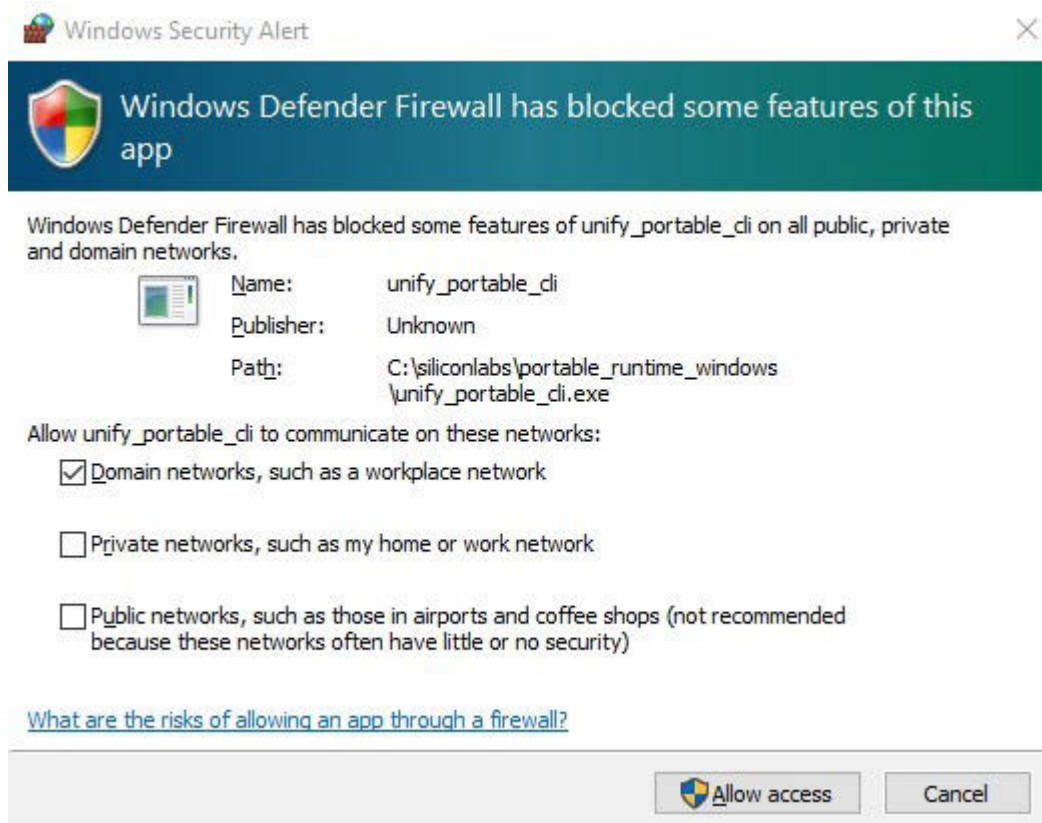 Windows Security Alert
Windows Defender Firewall has blocked some features of this
app
Windows Defender Firewall has blocked some features of unify_portable_cli on all public, private
and domain networks.
Name: unify_portable_cli
Publisher: Unknown
Path: C:\siliconlabs\portable_runtime_windows
\unify_portable_cli.exe
Allow unify_portable_cli to communicate on these networks:
Domain networks, such as a workplace network
Private networks, such as my home or work network
Public networks, such as those in airports and coffee shops (not recommended
because these networks often have little or no security)
What are the risks of allowing an app through a firewall?
Allow access
Cancel